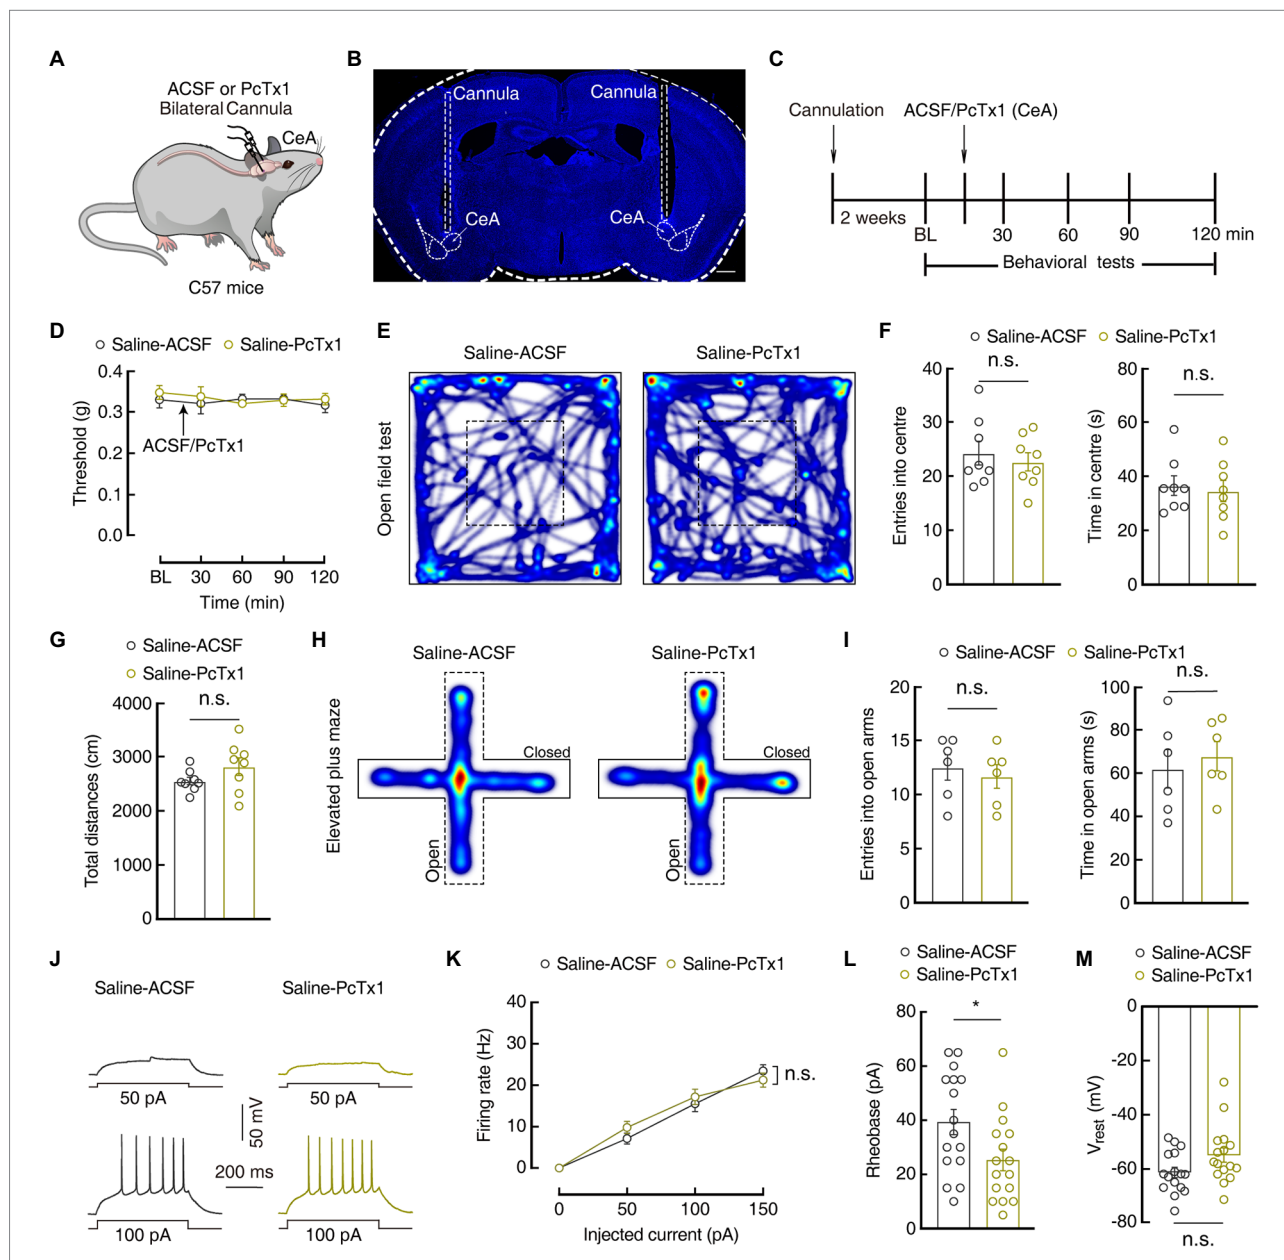 A
ACSF or PcTx1
Bilateral Cannula
CeA
C57 mice
B
Cannula
Cannula
CeA
CeA
C
Cannulation
ACSF/PcTx1 (CeA)
2 weeks
BL
30
60
90
120 min
Behavioral tests
D
Saline-ACSF
Saline-PcTx1
0.4
0.3
0.2
0.1
0.0
Threshold (g)
ACSF/PcTx1
BL
30
60
90
120
Time (min)
E
Saline-ACSF
Saline-PcTx1
Open field test
F
Saline-ACSF
Saline-PcTx1
n.s.
40
30
20
10
0
Entries into centre
n.s.
80
60
40
20
0
Time in centre (s)
G
Saline-ACSF
Saline-PcTx1
n.s.
4000
3000
2000
1000
0
Total distances (cm)
H
Saline-ACSF
Saline-PcTx1
Elevated plus maze
Closed
Open
Closed
Open
I
Saline-ACSF
Saline-PcTx1
n.s.
20
15
10
5
0
Entries into open arms
n.s.
100
80
60
40
20
0
Time in open arms (s)
J
Saline-ACSF
Saline-PcTx1
50 pA
50 pA
50 mV
200 ms
100 pA
100 pA
K
Saline-ACSF
Saline-PcTx1
40
30
20
10
0
Firing rate (Hz)
n.s.
0
50
100
150
Injected current (pA)
L
Saline-ACSF
Saline-PcTx1
*
80
60
40
20
0
Rheobase (pA)
M
Saline-ACSF
Saline-PcTx1
0
-20
-40
-60
-80
Vrest (mV)
n.s.